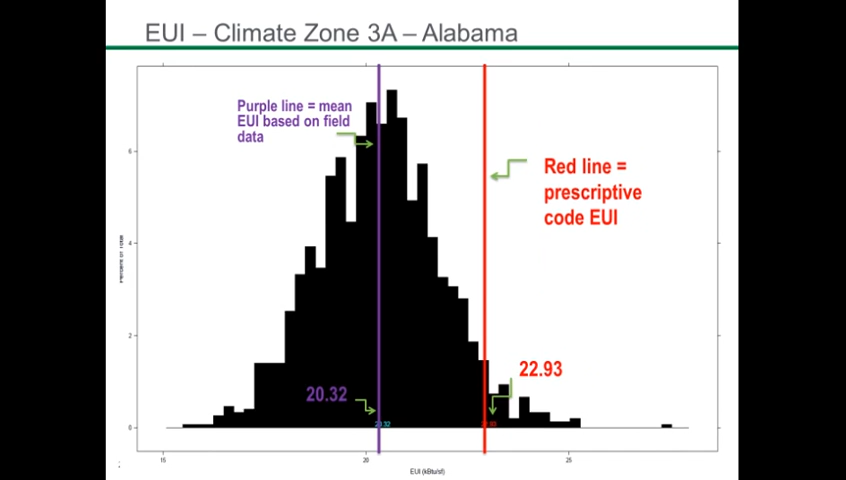 EUI – Climate Zone 3A – Alabama
Purple line = mean
EUI based on field
data
Red line =
prescriptive
code EUI
6
4
2
0
22.93
20.32
15
20
25
EUI (kBtu/sf)